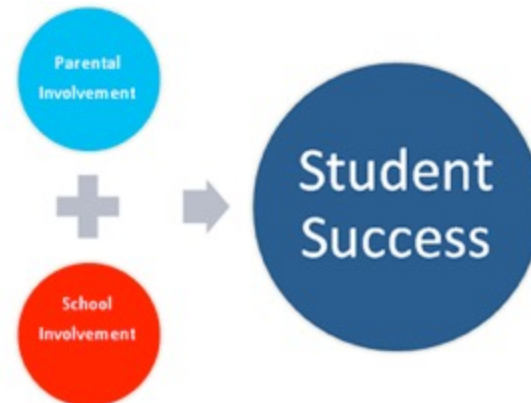 Parental
Involvement
Student
Success
School
Involvement